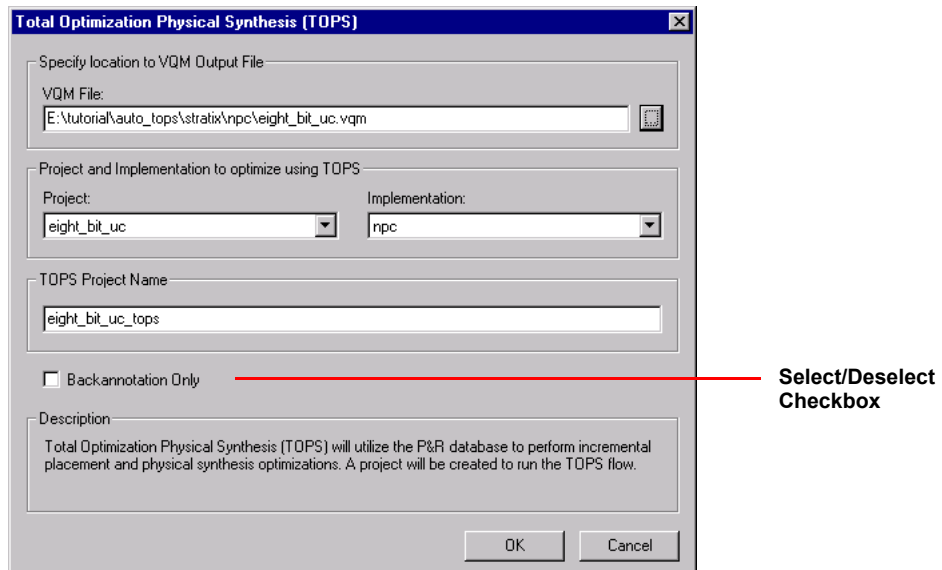 Total Optimization Physical Synthesis (TOPS)
Specify location to VQM Output File
VQM File:
E:\tutorial\auto_tops\stratix\npc\eight_bit_uc.vqm
Project and Implementation to optimize using TOPS
Project:
Implementation:
eight_bit_uc
npc
TOPS Project Name
eight_bit_uc_tops
Backannotation Only
Select/Deselect
Checkbox
Description
Total Optimization Physical Synthesis (TOPS) will utilize the P&R database to perform incremental
placement and physical synthesis optimizations. A project will be created to run the TOPS flow.
OK
Cancel